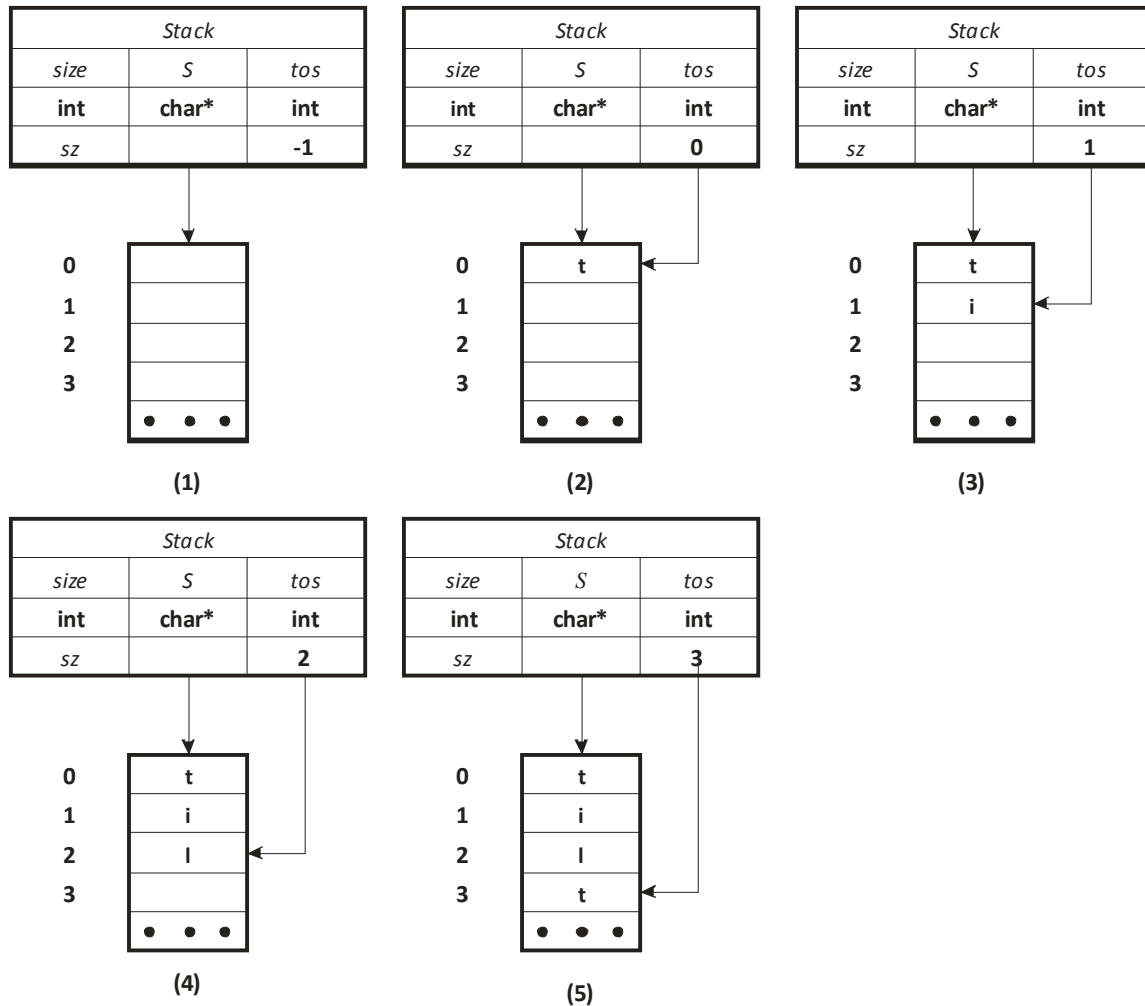 Stack Stack Stack
size S tos size S tos size S tos
int char* int int char* int int char* int
sz -1 sz 0 sz 1
0 0 t 0 t
1 1 1 i
2 2 2
3 3 3
● ● ● ● ● ● ● ● ●
(1) (2) (3)
Stack Stack
size S tos size S tos
int char* int int char* int
sz 2 sz 3
0 t 0 t
1 i 1 i
2 l 2 l
3 3 t
● ● ● ● ● ●
(4) (5)